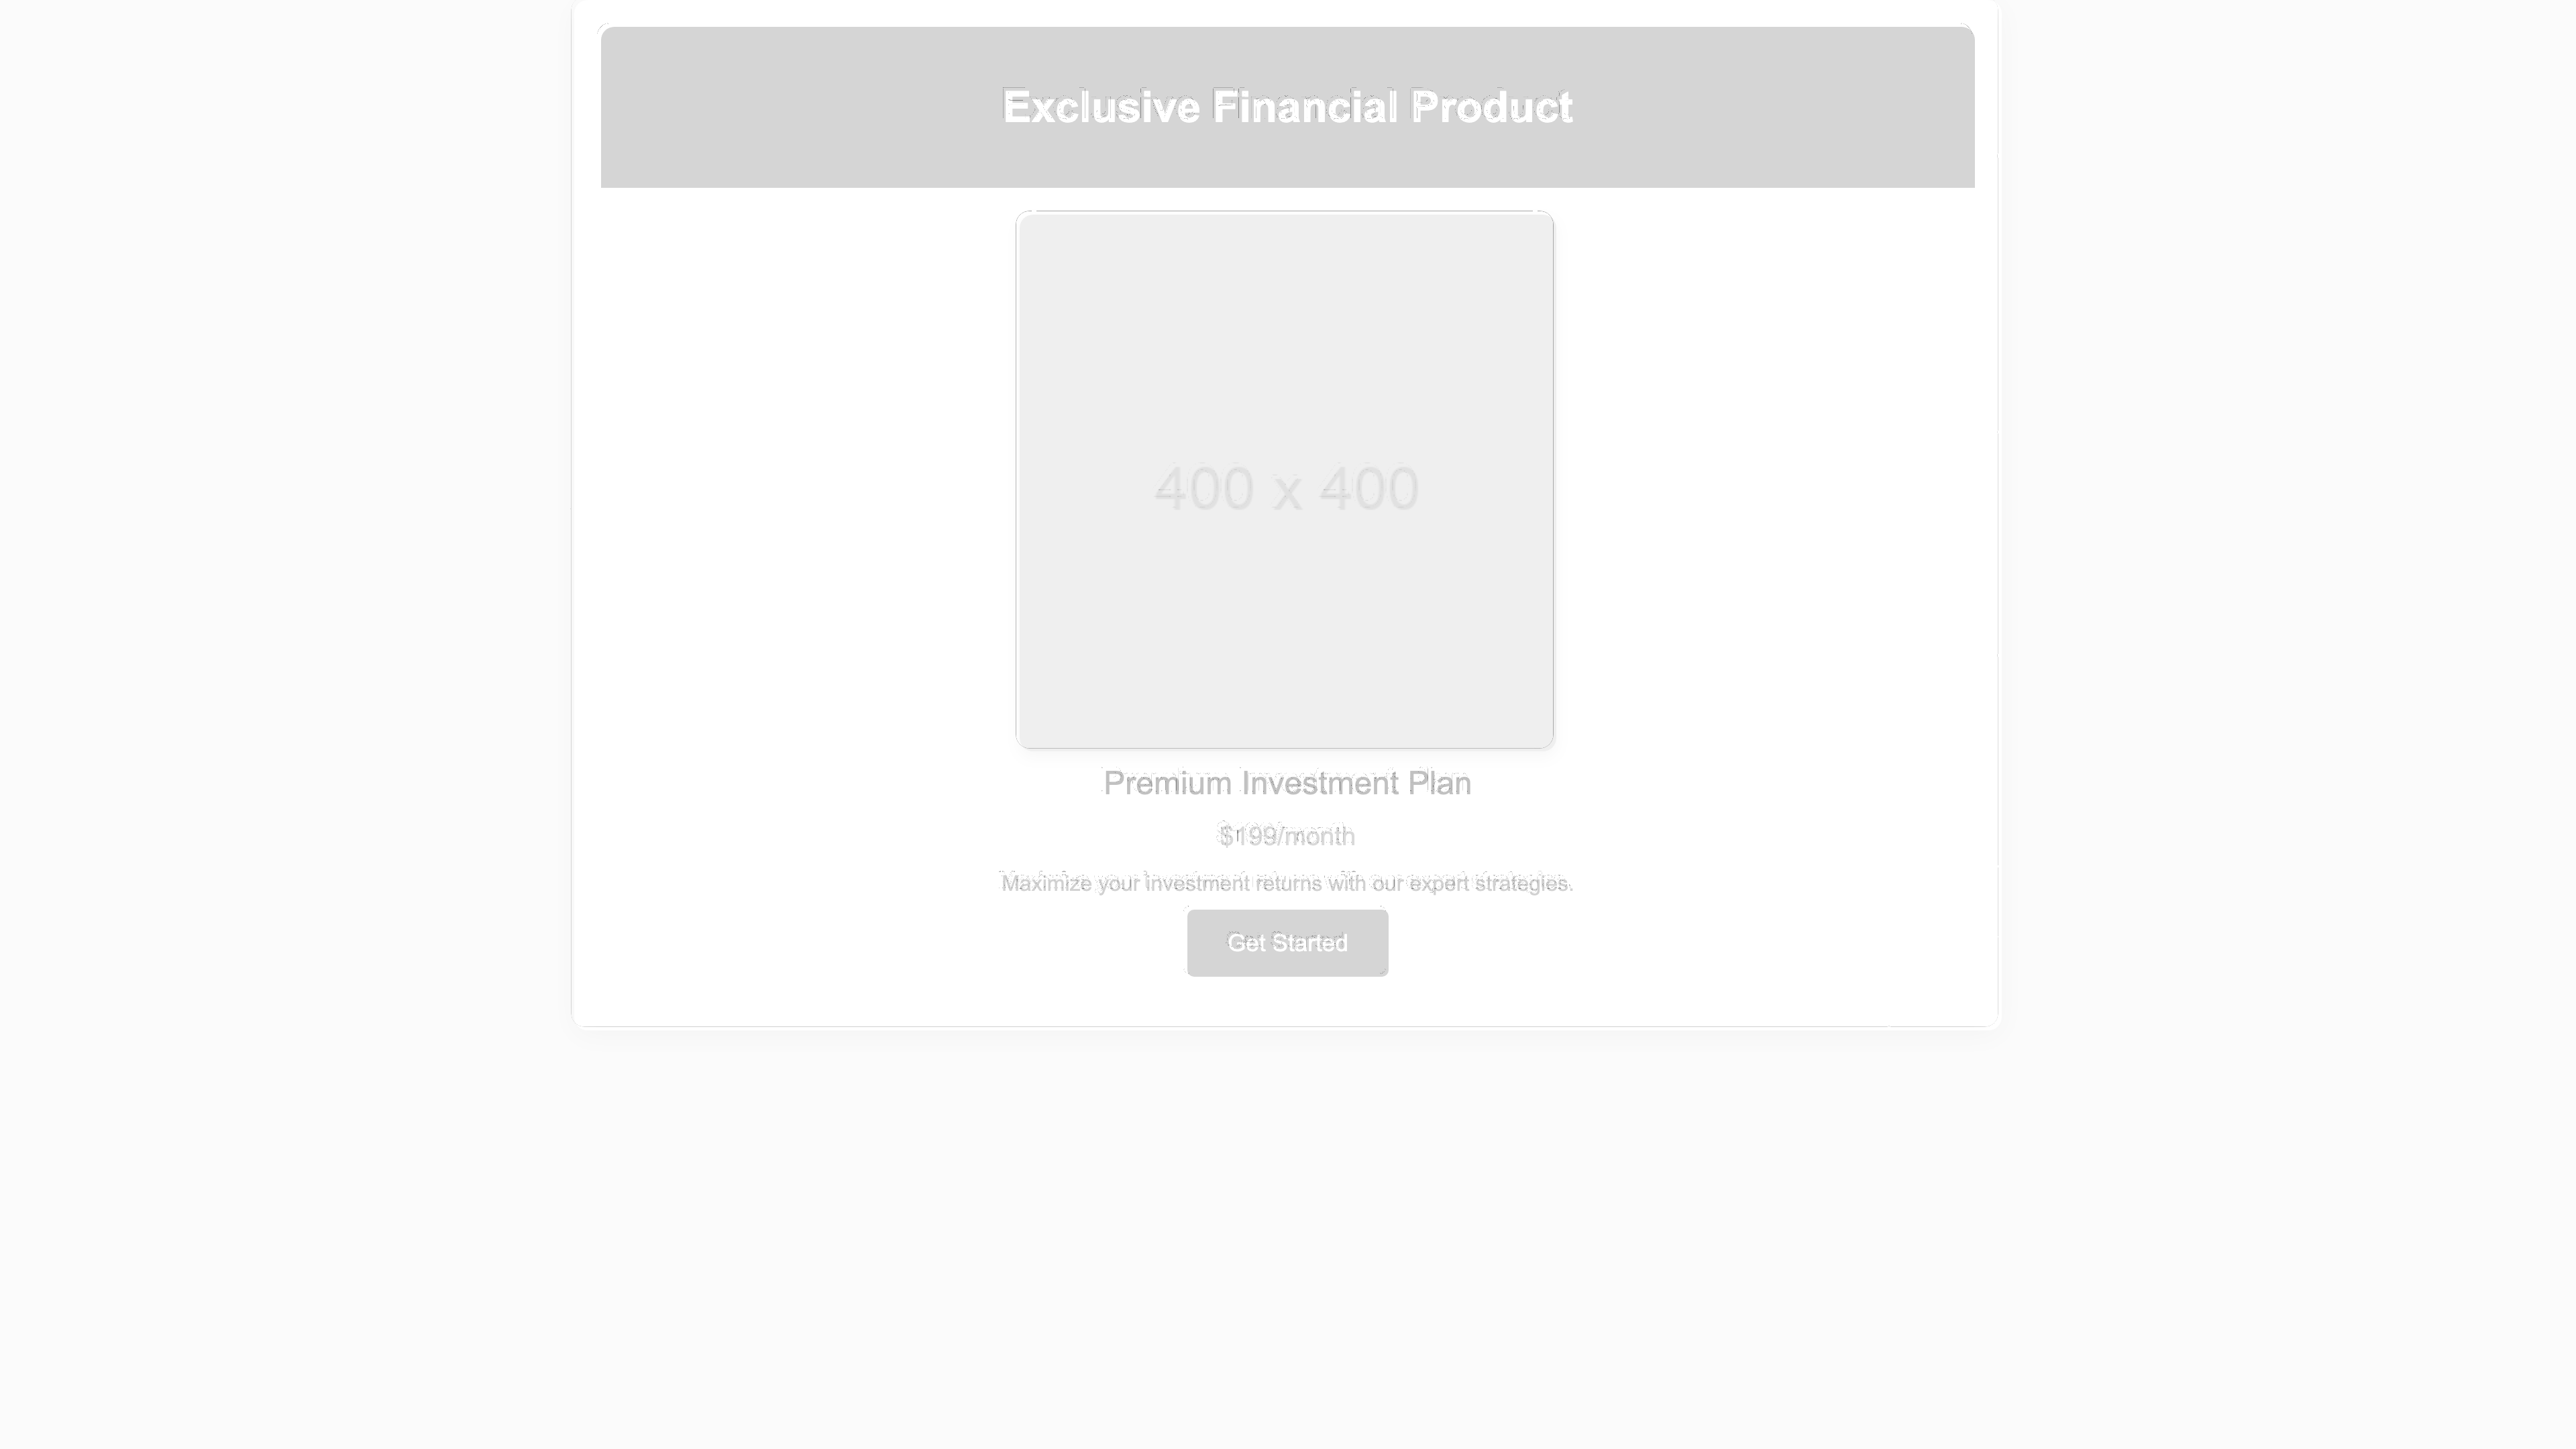 Exclusive Financial Product
400 x 400
Premium Investment Plan
$199/month
Maximize your investment returns with our expert strategies.
Get Started